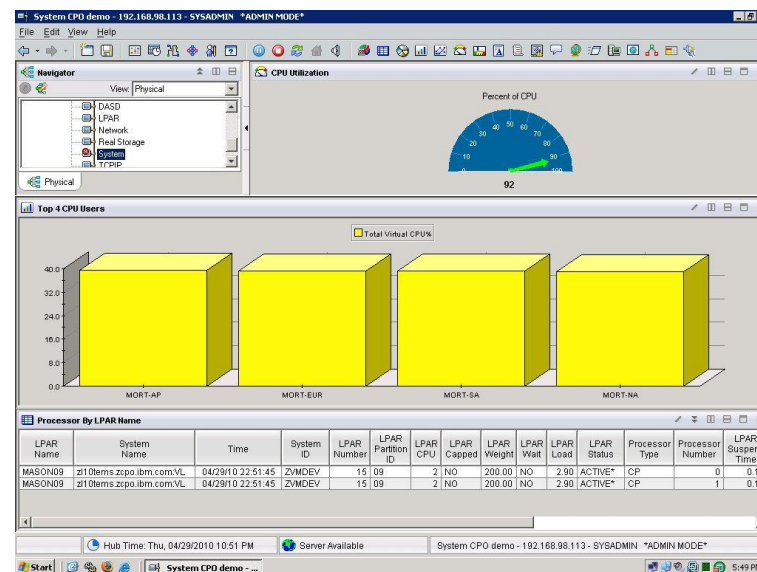 System CPO demo - 192.168.98.113 - SYSADMIN *ADMIN MODE*
File Edit View Help
Navigator
View: Physical
DASD
LPAR
Network
Real Storage
System
TCPIP
Physical
CPU Utilization
Percent of CPU
0 10 20 30 40 50 60 70 80 90 100
92
Top 4 CPU Users
Total Virtual CPU%
40.0
32.0
24.0
16.0
8.0
0.0
MORT-AP MORT-EUR MORT-SA MORT-NA
Processor By LPAR Name
LPAR Name System Name Time System ID LPAR Number LPAR Partition ID LPAR CPU LPAR Capped LPAR Weight LPAR Wait LPAR Load LPAR Status Processor Type Processor Number LPAR Suspen Time
MASON09 zl10tems.zcpo.ibm.com:VL 04/29/10 22:51:45 ZVMDEV 15 09 2 NO 200.00 NO 2.90 ACTIVE* CP 0 0.1
MASON09 zl10tems.zcpo.ibm.com:VL 04/29/10 22:51:45 ZVMDEV 15 09 2 NO 200.00 NO 2.90 ACTIVE* CP 1 0.1
Hub Time: Thu, 04/29/2010 10:51 PM Server Available System CPO demo - 192.168.98.113 - SYSADMIN *ADMIN MODE*
Start System CPO demo - ... 5:49 PM